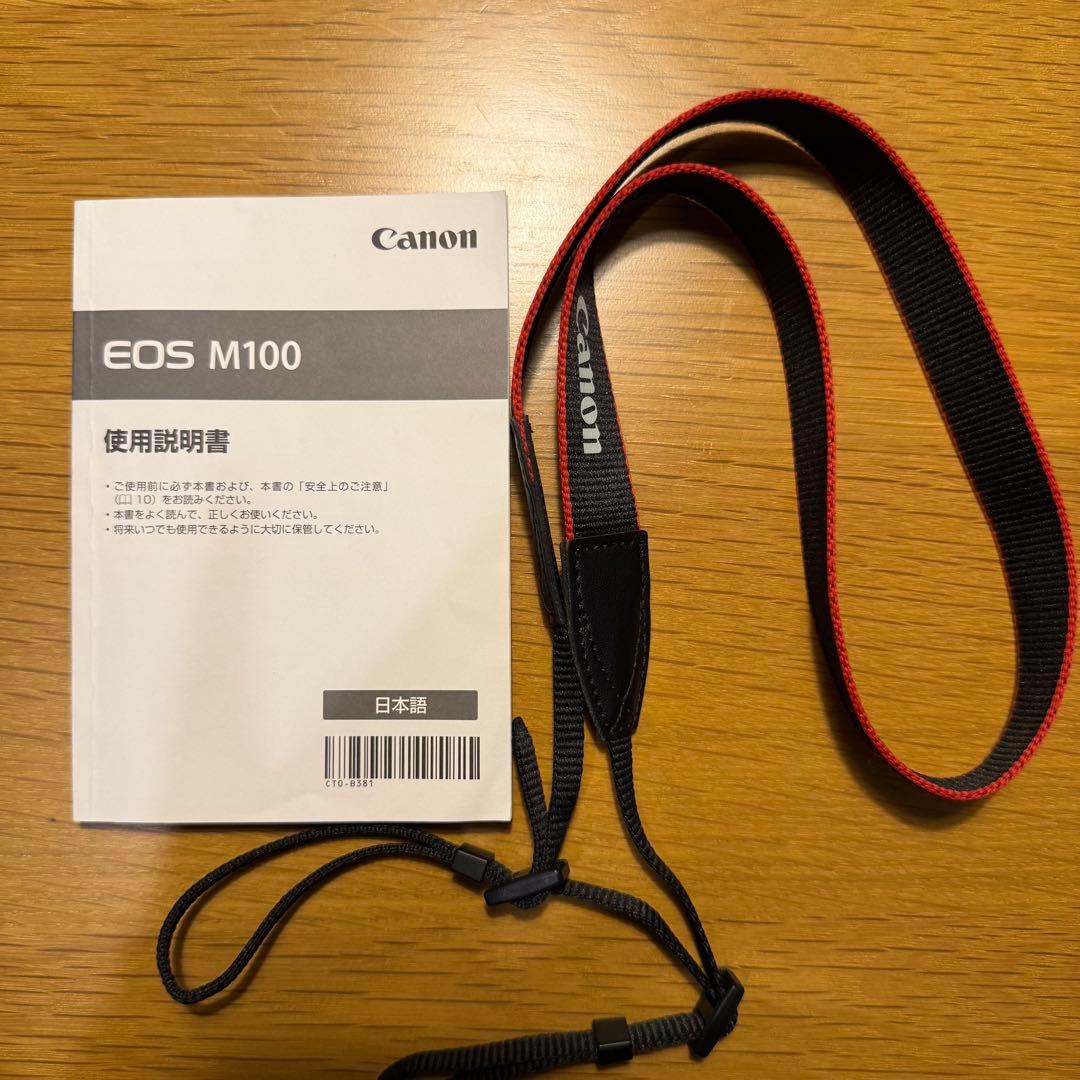 Canon
EOS M100
使用説明書
・ご使用前に必ず本書および、本書の「安全上のご注意」
（📖10）をお読みください。
・本書をよく読んで、正しくお使いください。
・将来いつでも使用できるように大切に保管してください。
日本語
CT0-B381
Canon